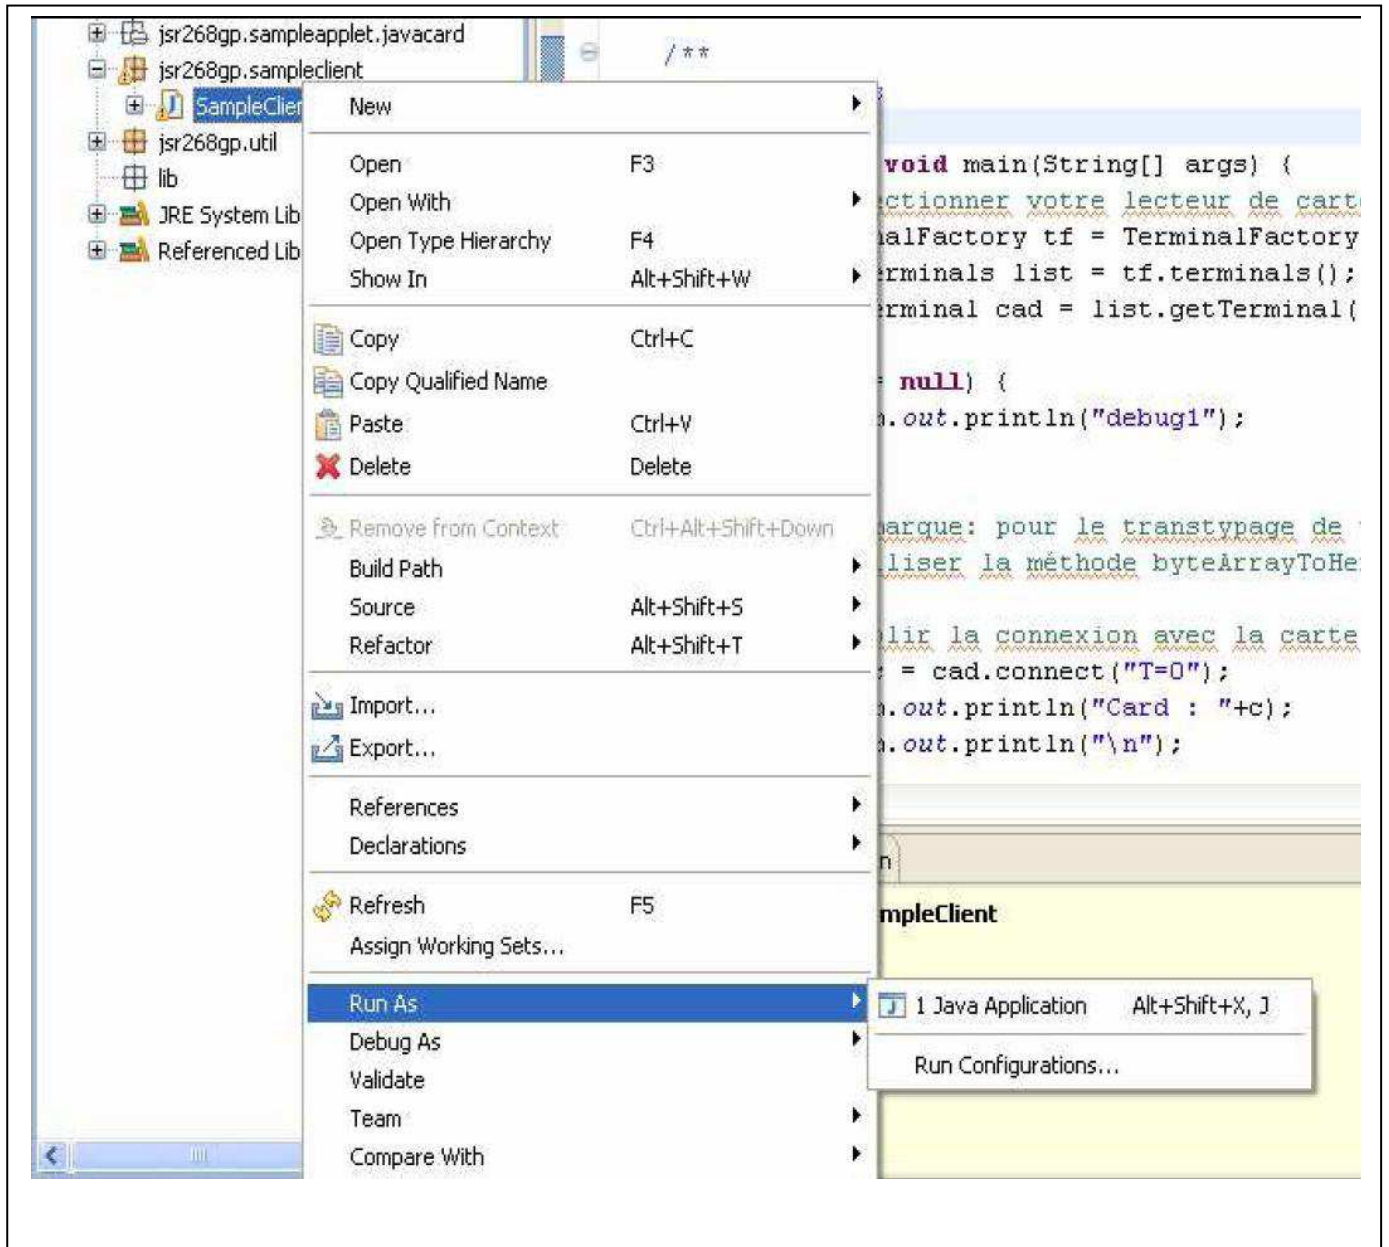 jsr268gp.sampleapplet.javacard
jsr268gp.sampleclient
SampleClien
jsr268gp.util
lib
JRE System Lib
Referenced Lib
New
Open F3
Open With
Open Type Hierarchy F4
Show In Alt+Shift+W
Copy Ctrl+C
Copy Qualified Name
Paste Ctrl+V
Delete Delete
Remove from Context Ctrl+Alt+Shift+Down
Build Path
Source Alt+Shift+S
Refactor Alt+Shift+T
Import...
Export...
References
Declarations
Refresh F5
Assign Working Sets...
Run As
Debug As
Validate
Team
Compare With
1 Java Application Alt+Shift+X, J
Run Configurations...
/**
void main(String[] args) {
ctionner votre lecteur de cart
alFactory tf = TerminalFactory
erminals list = tf.terminals();
erminal cad = list.getTerminal(
= null) {
.out.println("debug1");
arque: pour le transtypage de
liser la méthode byteArrayToHe
lir la connexion avec la carte
= cad.connect("T=0");
.out.println("Card : "+c);
.out.println("\n");
n
mpleClient